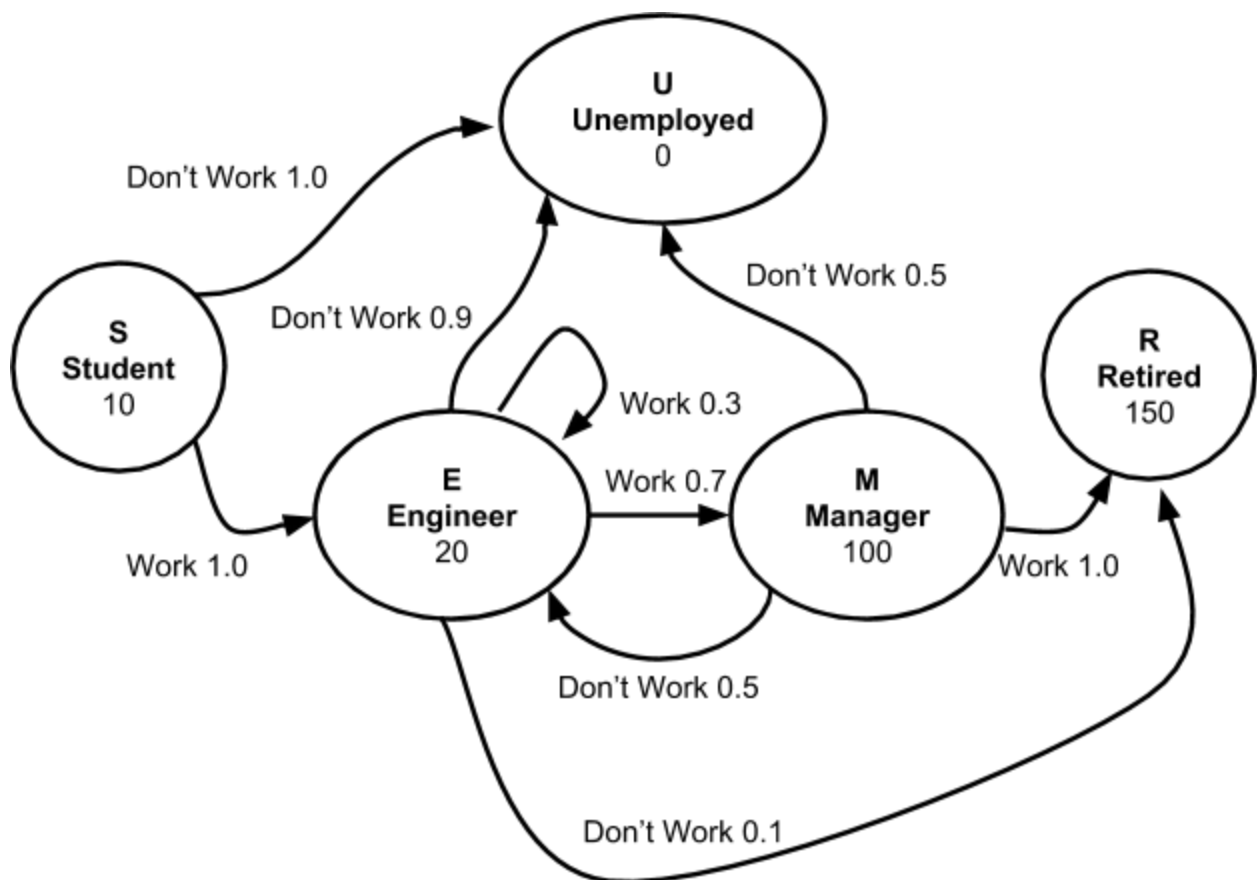 U
Unemployed
0
Don’t Work 1.0
Don’t Work 0.5
Don’t Work 0.9
S
Student
10
R
Retired
150
Work 0.3
E
Engineer
20
Work 0.7
M
Manager
100
Work 1.0
Work 1.0
Don’t Work 0.5
Don’t Work 0.1